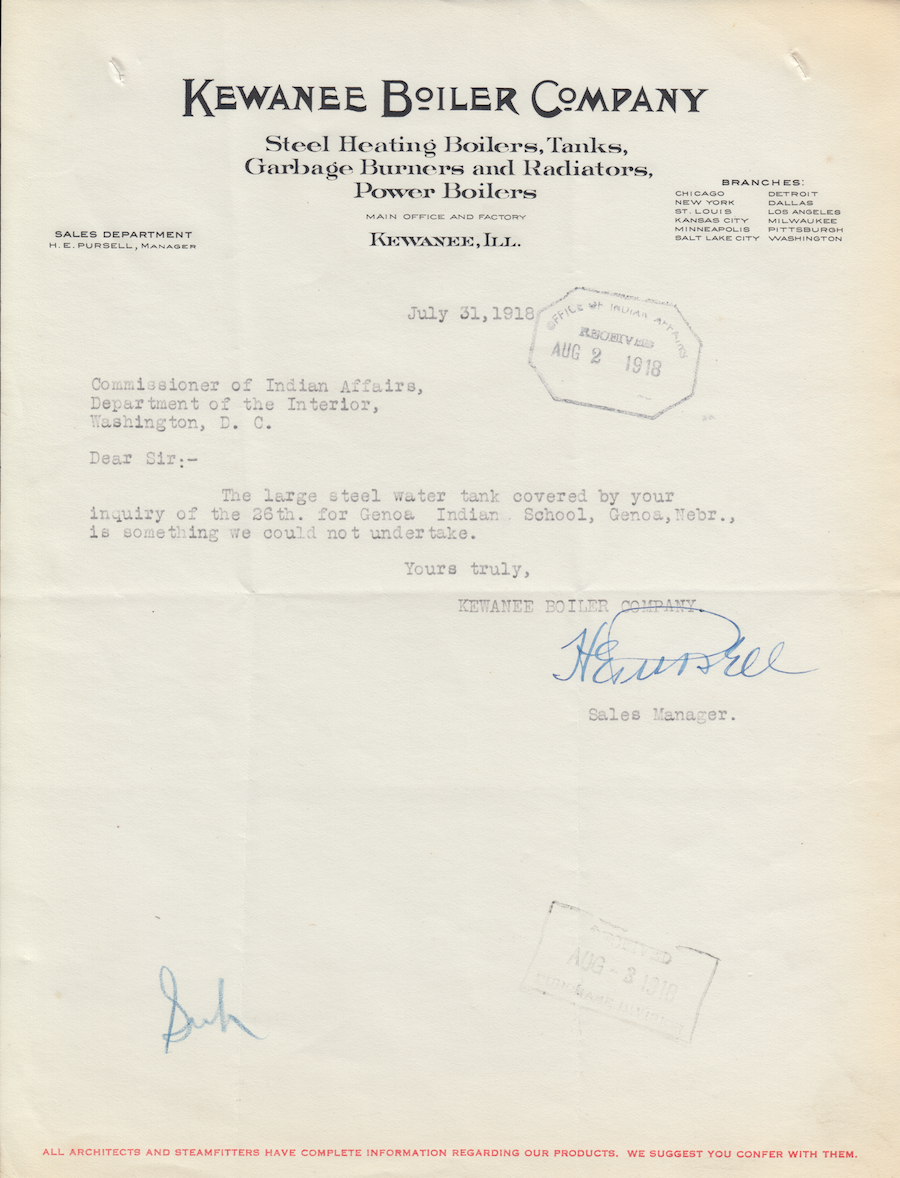 KEWANEE BOILER COMPANY
Steel Heating Boilers, Tanks,
Garbage Burners and Radiators,
Power Boilers
MAIN OFFICE AND FACTORY
KEWANEE, ILL.
SALES DEPARTMENT
H. E. PURSELL, MANAGER
BRANCHES:
CHICAGO DETROIT
NEW YORK DALLAS
ST. LOUIS LOS ANGELES
KANSAS CITY MILWAUKEE
MINNEAPOLIS PITTSBURGH
SALT LAKE CITY WASHINGTON
July 31,1918
OFFICE OF INDIAN AFFAIRS
RECEIVED
AUG 2 1918
Commissioner of Indian Affairs,
Department of the Interior,
Washington, D. C.
Dear Sir:-
The large steel water tank covered by your
inquiry of the 26th. for Genoa Indian School, Genoa,Nebr.,
is something we could not undertake.
Yours truly,
KEWANEE BOILER COMPANY.
HEPursell
Sales Manager.
RECEIVED
AUG - 3 1918
ALL ARCHITECTS AND STEAMFITTERS HAVE COMPLETE INFORMATION REGARDING OUR PRODUCTS. WE SUGGEST YOU CONFER WITH THEM.